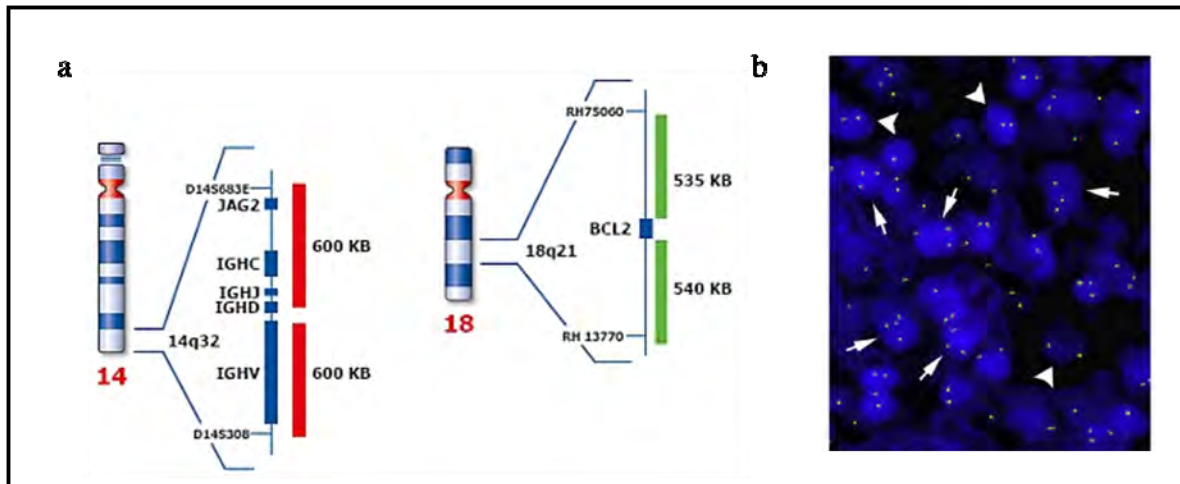 a
b
D14S683E
JAG2
600 KB
IGHC
IGHJ
IGHD
IGHV
600 KB
D14S308
14q32
14
RH75060
535 KB
BCL2
18q21
540 KB
RH 13770
18